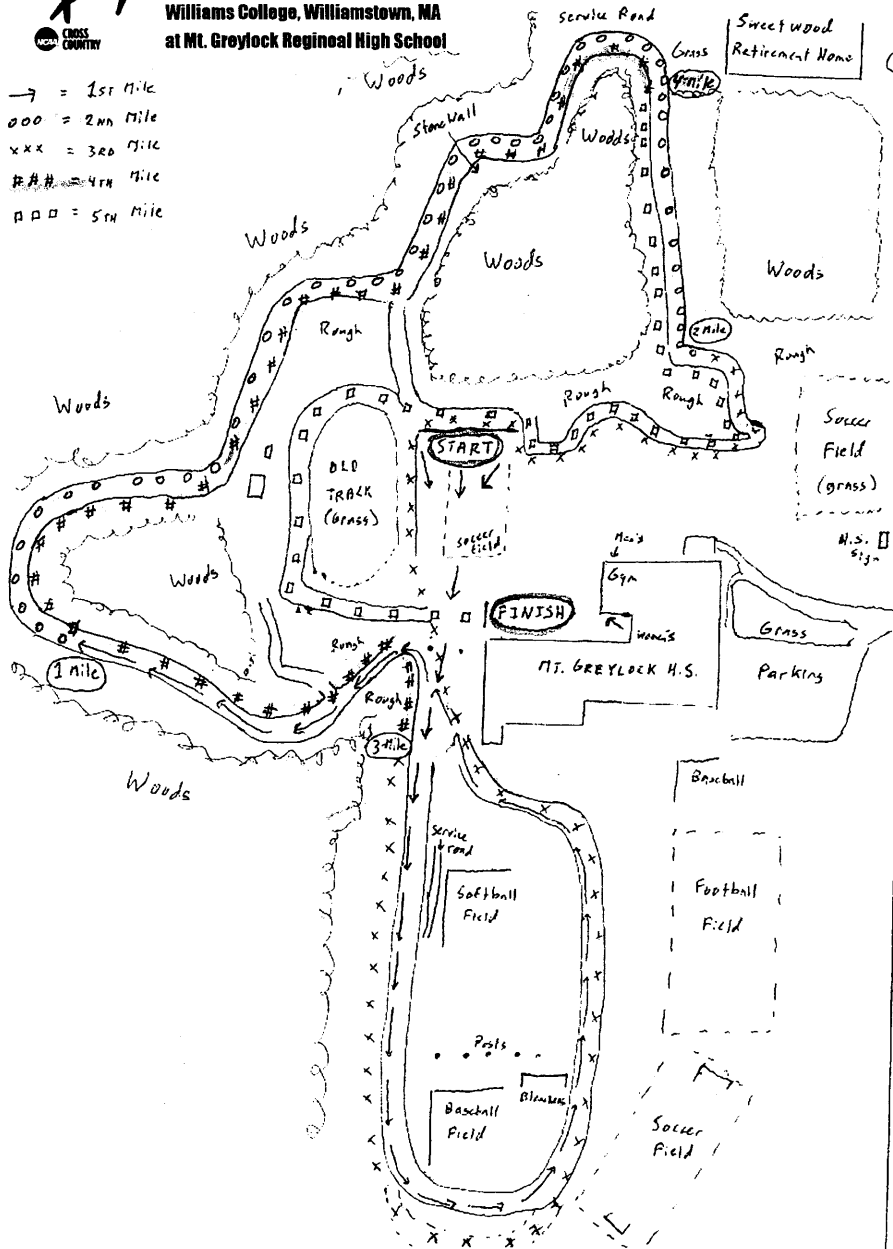 Williams College, Williamstown, MA
at Mt. Greylock Reginoal High School
NCAA CROSS
COUNTRY
→ = 1ST Mile
ooo = 2ND Mile
xxx = 3RD Mile
### = 4TH Mile
□□□ = 5TH Mile
Service Road
Sweetwood
Retirement Home
Grass
4-Mile
Woods
Stone Wall
Woods
Woods
Woods
Woods
Rough
2 Mile
Rough
Woods
Rough
Rough
START
OLD
TRACK
(Grass)
Soccer
Field
(grass)
Soccer
field
H.S.
Sign
Men's
Gym
Woods
FINISH
Women's
Grass
Rough
MT. GREYLOCK H.S.
Parking
1 Mile
Rough
3-Mile
Woods
Baseball
Service
road
Softball
Field
Football
Field
Posts
Bleachers
Baseball
Field
Soccer
Field